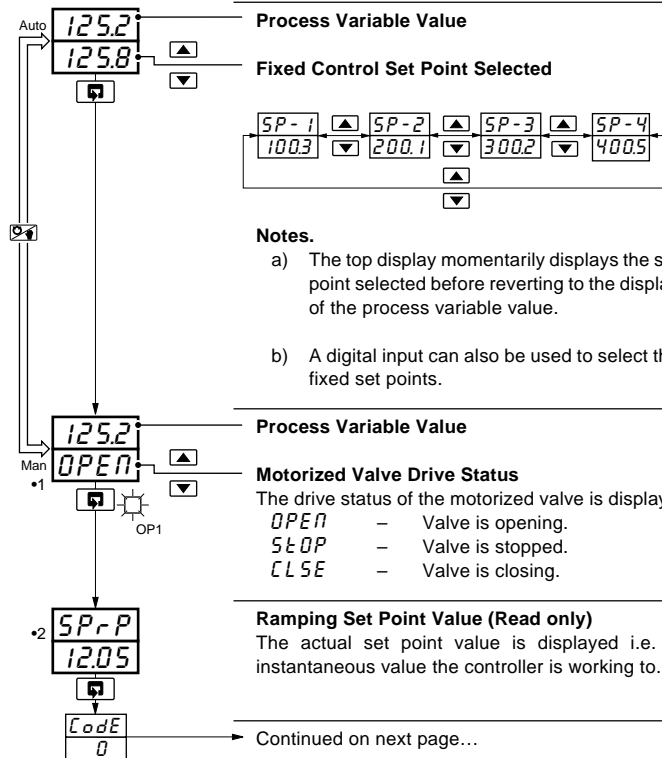 Auto
125.2
Process Variable Value
125.8
Fixed Control Set Point Selected
SP-1 SP-2 SP-3 SP-4
100.3 200.1 300.2 400.5
Notes.
a) The top display momentarily displays the s
point selected before reverting to the displa
of the process variable value.
b) A digital input can also be used to select th
fixed set points.
125.2
Process Variable Value
Man
OPEN
•1
Motorized Valve Drive Status
The drive status of the motorized valve is display
OPEN – Valve is opening.
StOP – Valve is stopped.
CLSE – Valve is closing.
OP1
•2
SPrP
12.05
Ramping Set Point Value (Read only)
The actual set point value is displayed i.e.
instantaneous value the controller is working to.
CodE
0
Continued on next page…